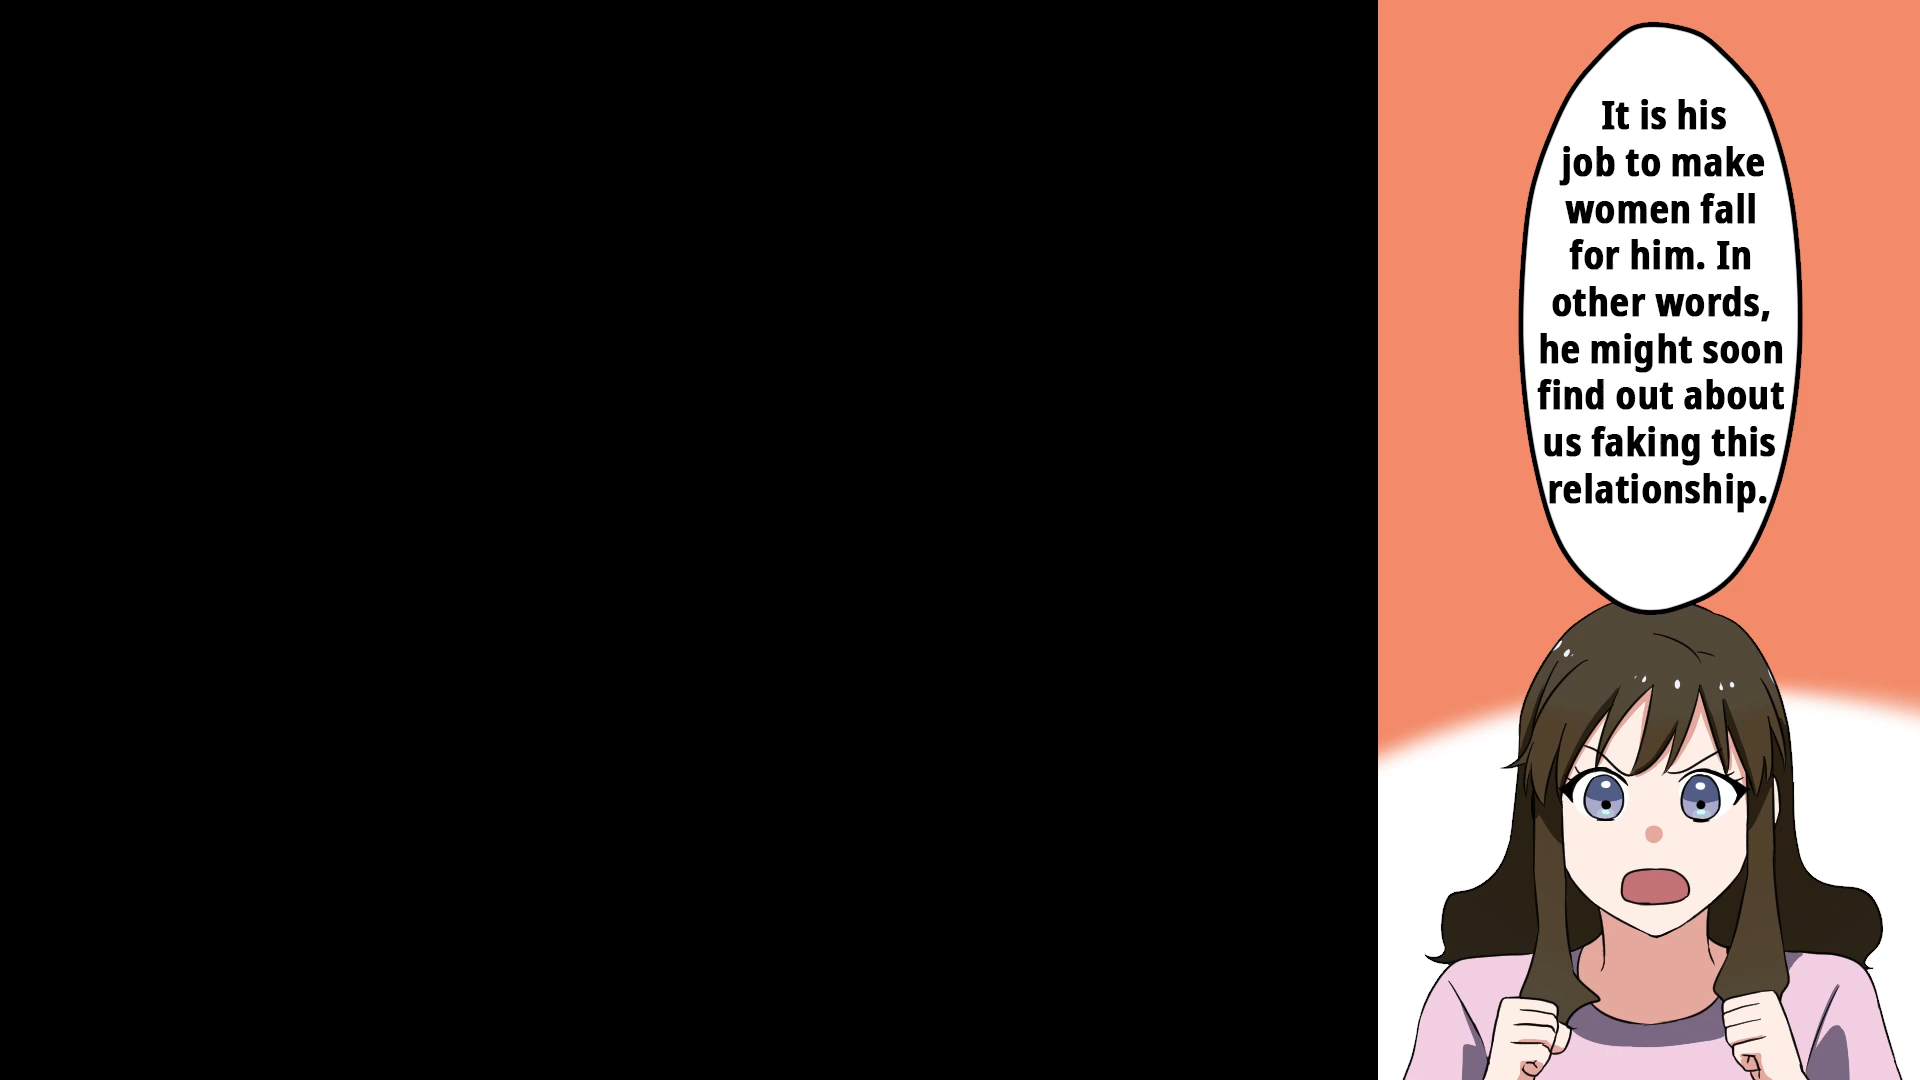 It is his
job to make
women fall
for him. In
other words,
he might soon
find out about
us faking this
relationship.